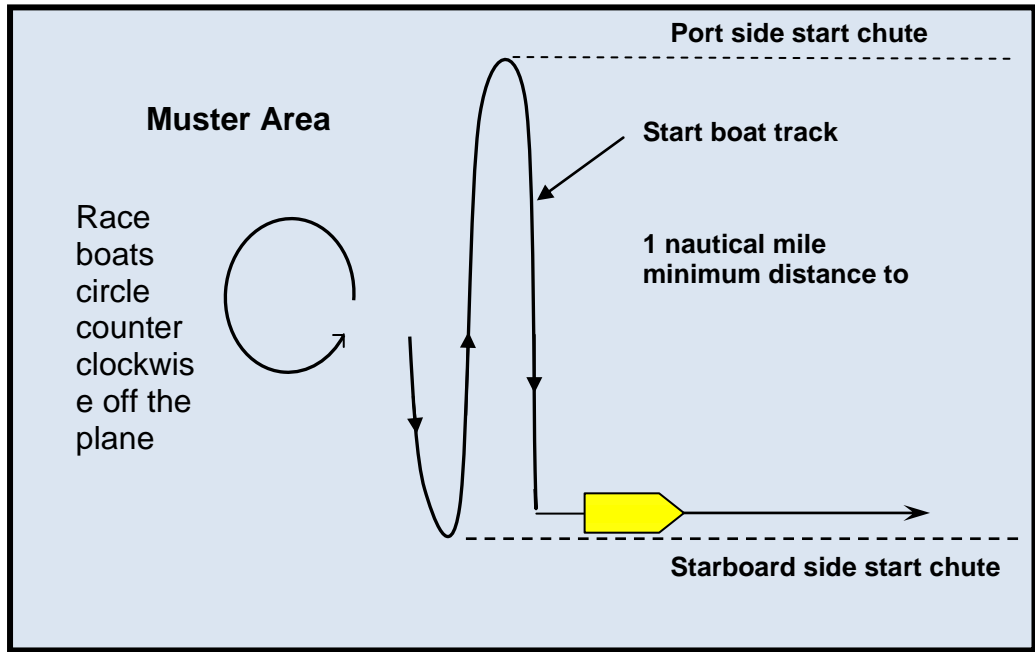 Port side start chute
Muster Area
Start boat track
Race
boats
circle
counter
clockwis
e off the
plane
1 nautical mile
minimum distance to
Starboard side start chute